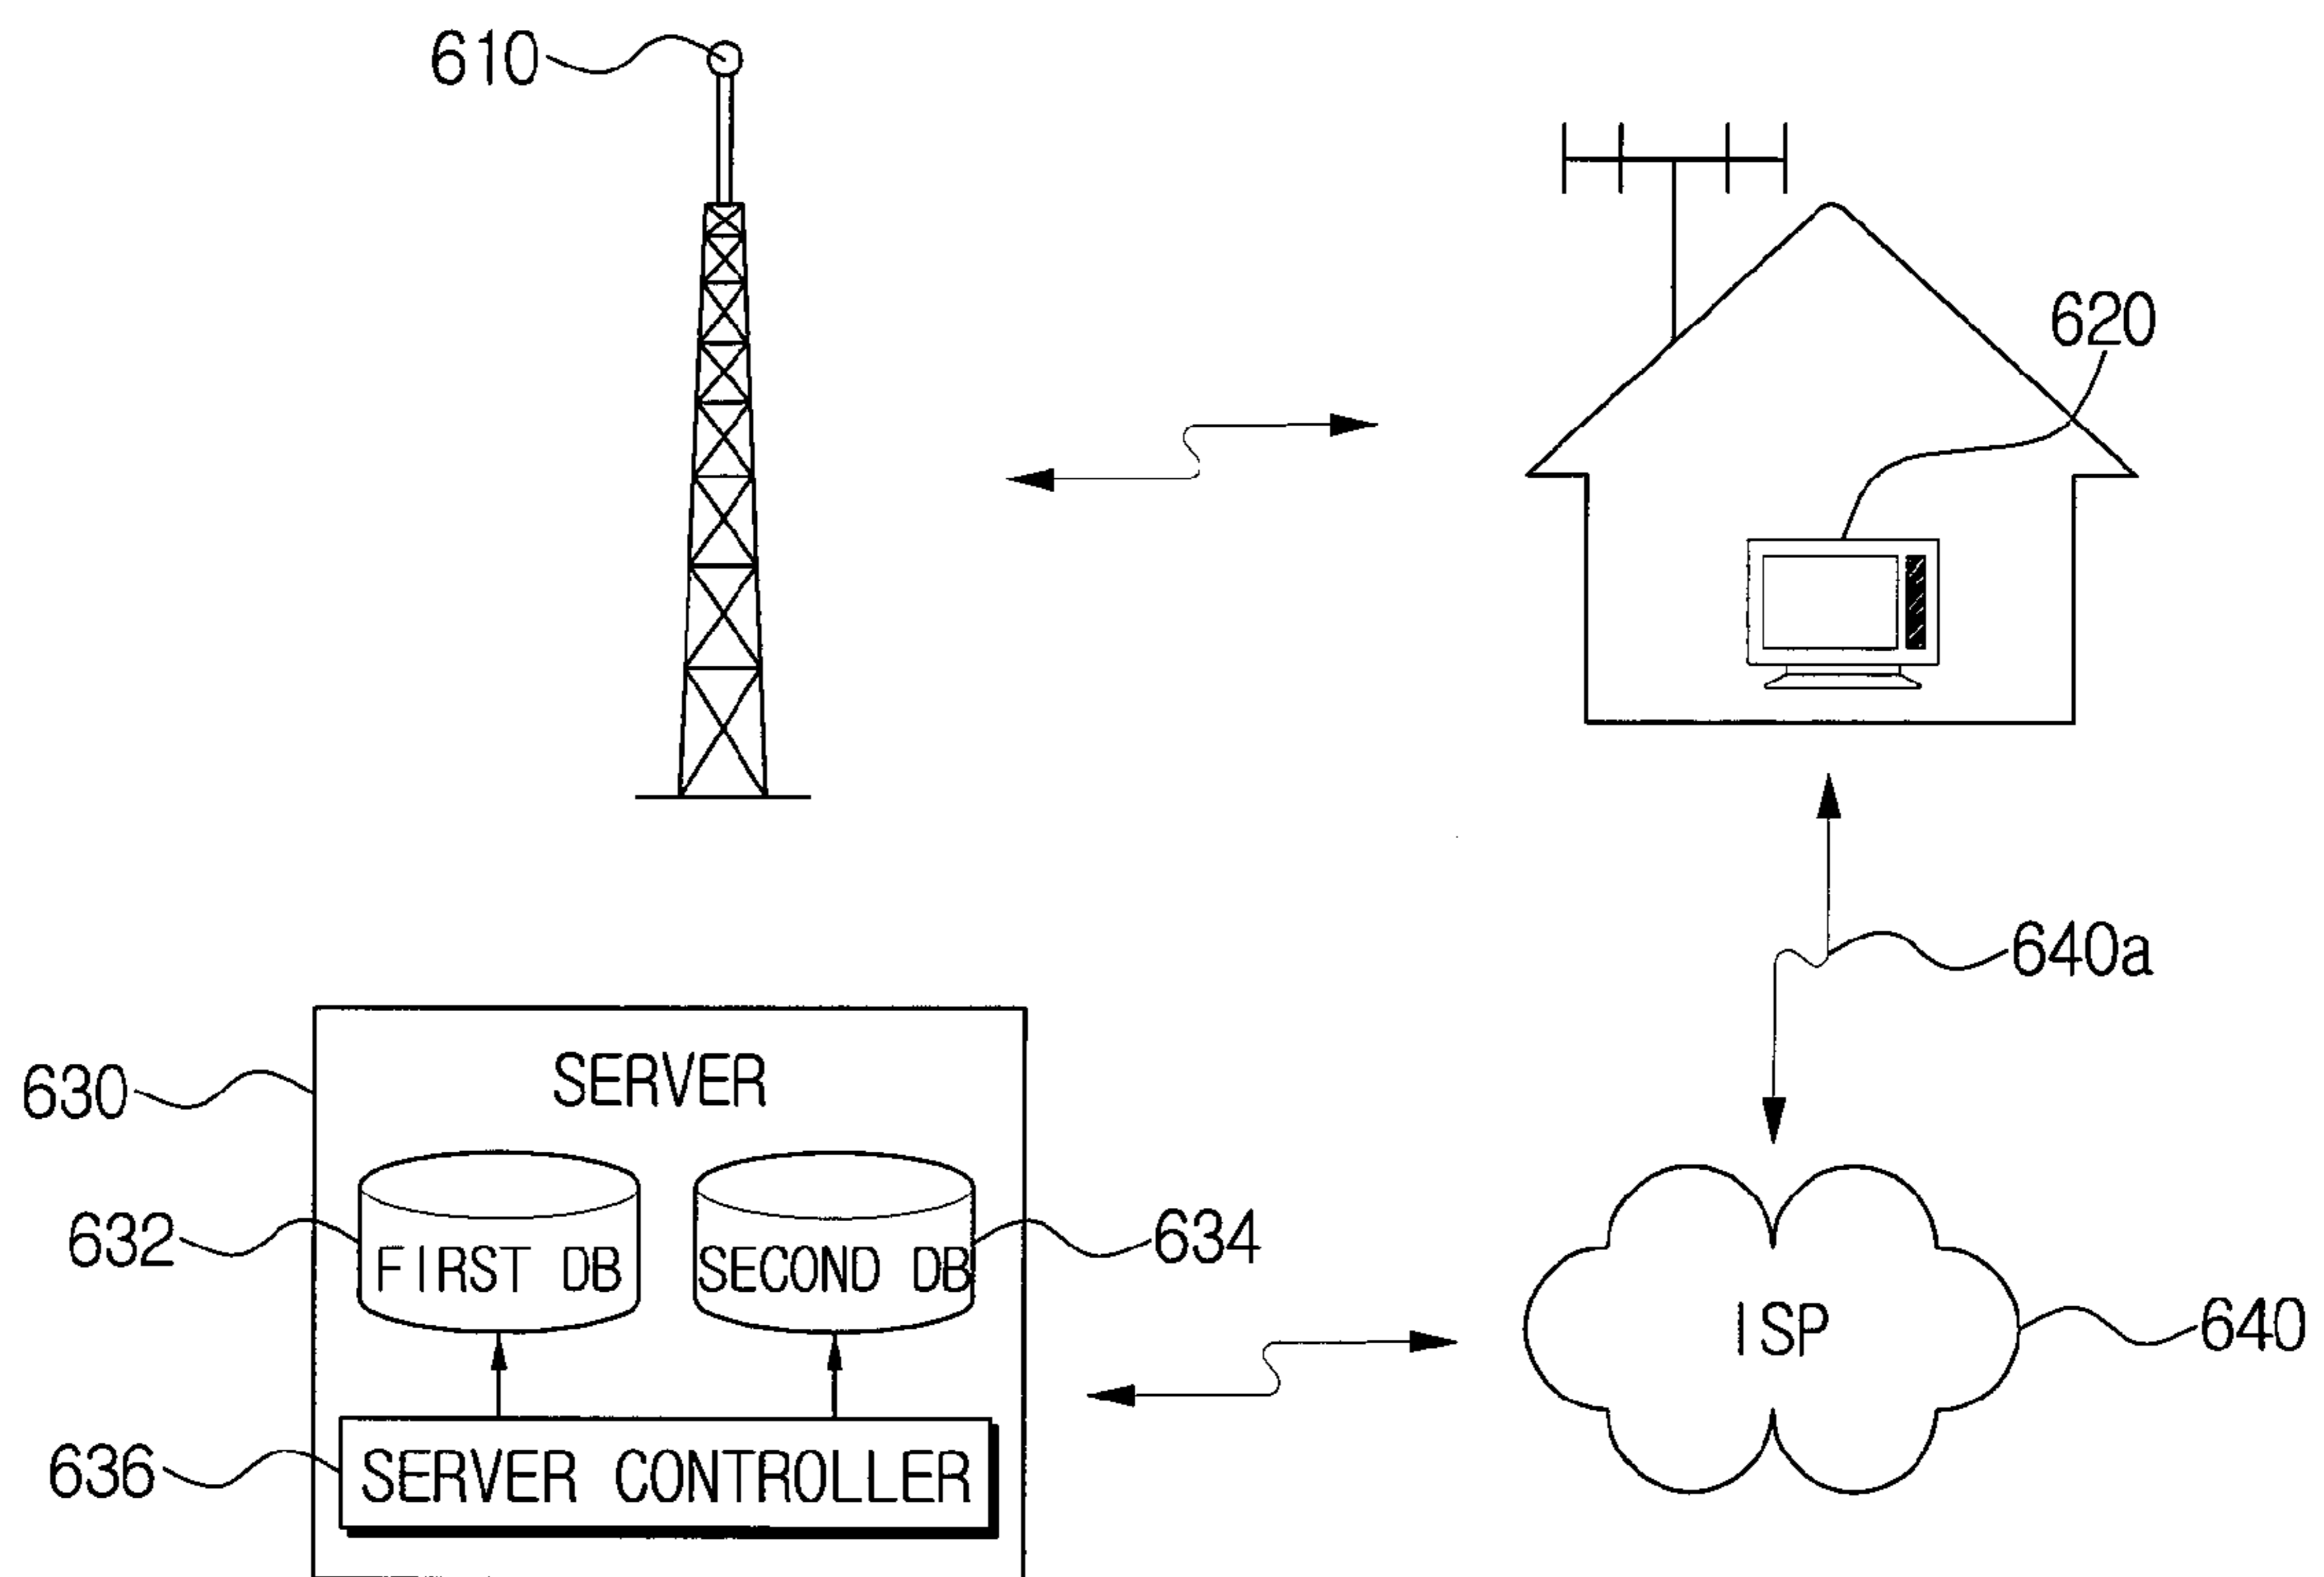 610
620
640a
630
SERVER
632
FIRST DB
SECOND DB
634
ISP
640
636
SERVER CONTROLLER